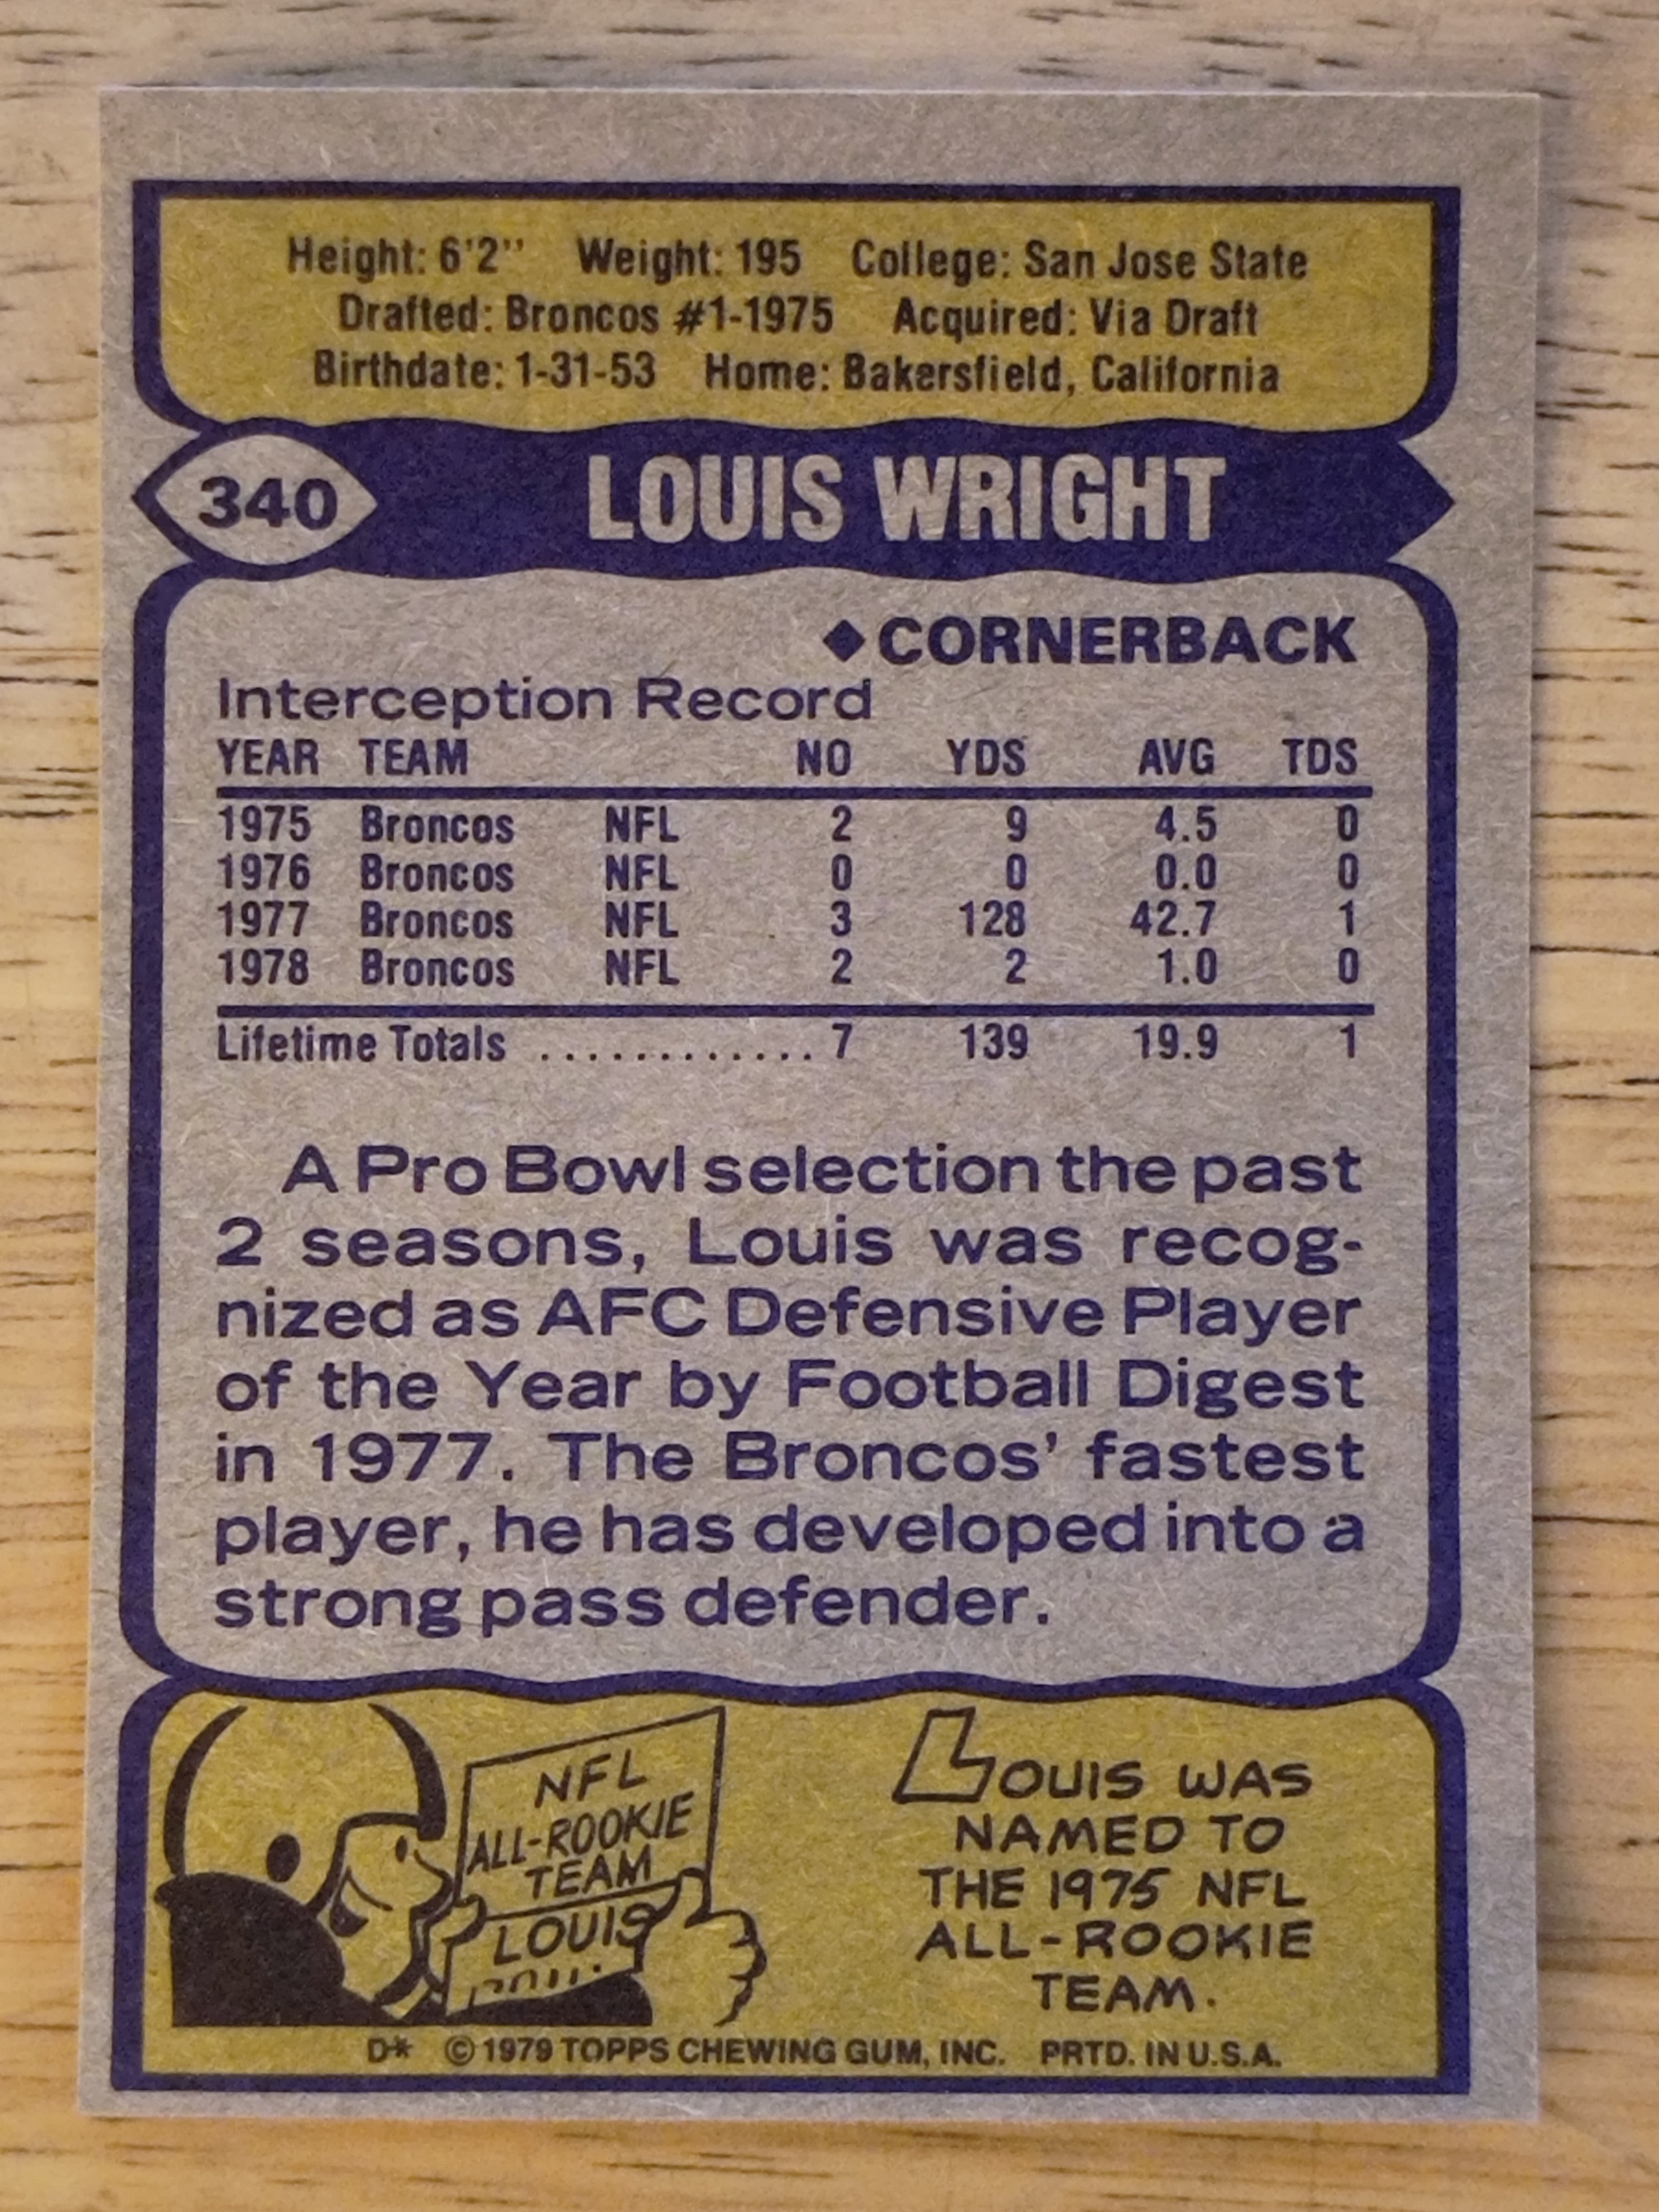 Height: 6'2'' Weight: 195 College: San Jose State
Drafted: Broncos #1-1975 Acquired: Via Draft
Birthdate: 1-31-53 Home: Bakersfield, California
340 LOUIS WRIGHT
◆CORNERBACK
Interception Record
YEAR TEAM NO YDS AVG TDS
1975 Broncos NFL 2 9 4.5 0
1976 Broncos NFL 0 0 0.0 0
1977 Broncos NFL 3 128 42.7 1
1978 Broncos NFL 2 2 1.0 0
Lifetime Totals ............. 7 139 19.9 1
A Pro Bowl selection the past
2 seasons, Louis was recog-
nized as AFC Defensive Player
of the Year by Football Digest
in 1977. The Broncos' fastest
player, he has developed into a
strong pass defender.
NFL
ALL-ROOKIE
TEAM
LOUIS
LOUIS WAS
NAMED TO
THE 1975 NFL
ALL-ROOKIE
TEAM.
D* © 1979 TOPPS CHEWING GUM, INC. PRTD. IN U.S.A.